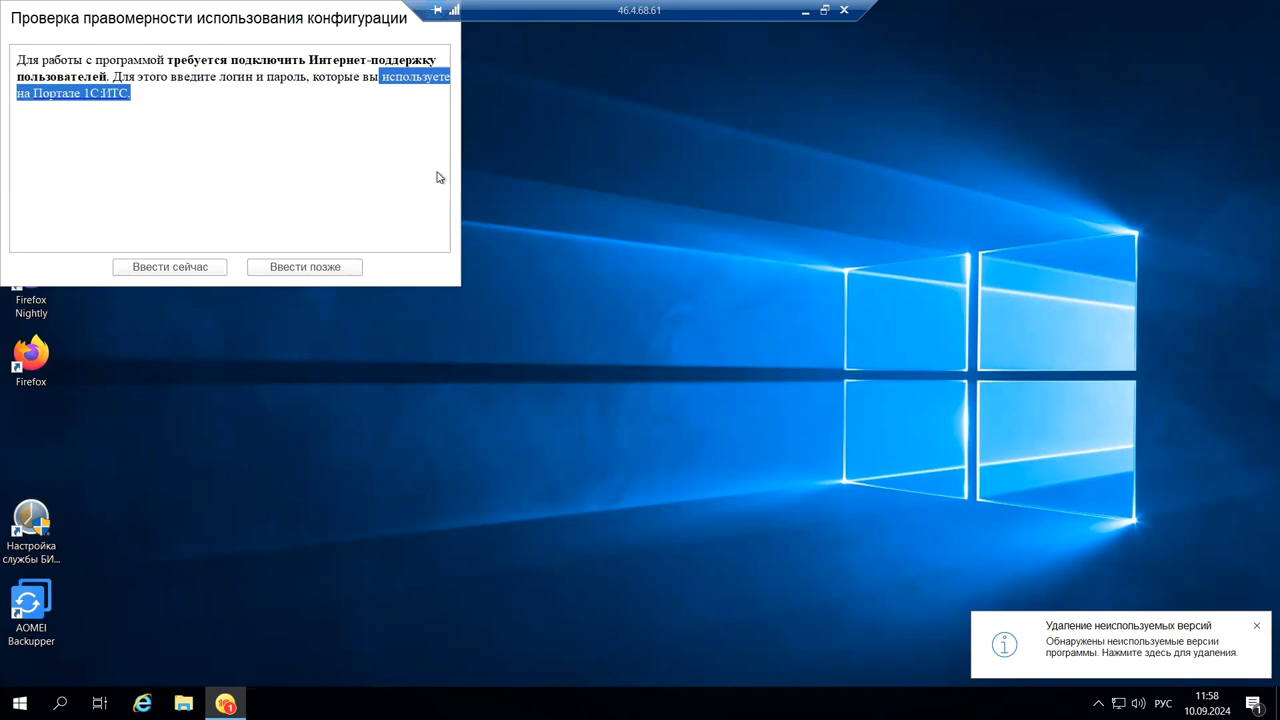 Проверка правомерности использования конфигурации
46.4.68.61
Для работы с программой требуется подключить Интернет-поддержку
пользователей. Для этого введите логин и пароль, которые вы используете
на Портале 1С:ИТС.
Ввести сейчас
Ввести позже
Firefox
Nightly
Firefox
Настройка
службы БИ...
AOMEI
Backupper
Удаление неиспользуемых версий
Обнаружены неиспользуемые версии
программы. Нажмите здесь для удаления.
РУС
11:58
10.09.2024
1
1